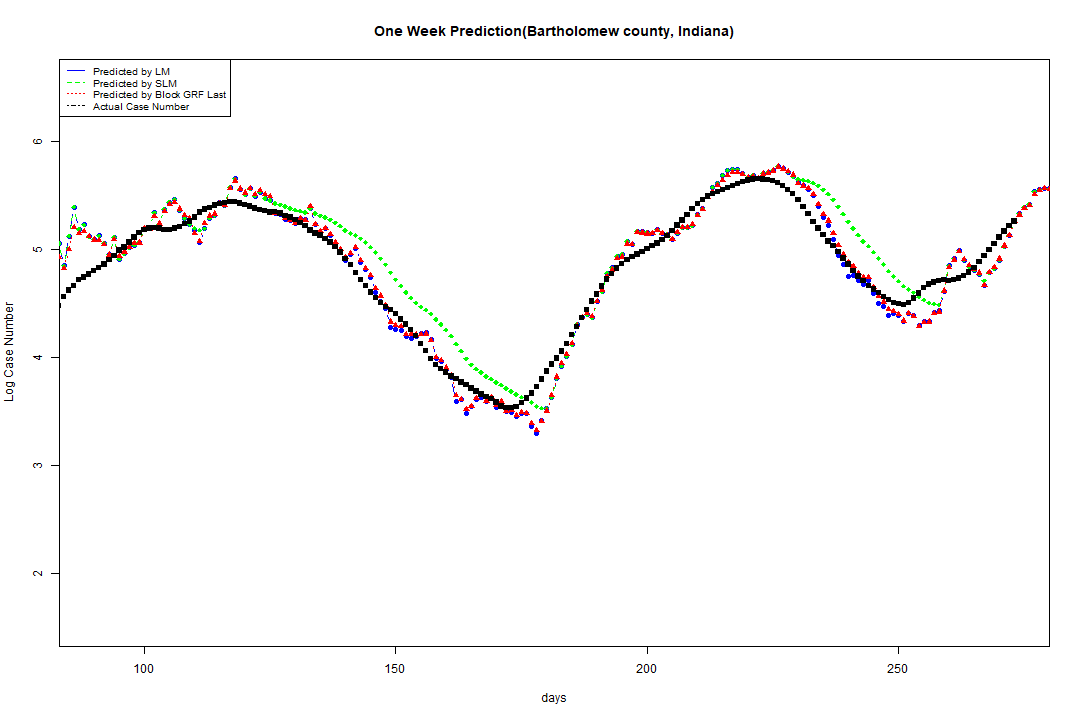 One Week Prediction(Bartholomew county, Indiana)
Predicted by LM
Predicted by SLM
Predicted by Block GRF Last
Actual Case Number
6
5
4
3
2
Log Case Number
100 150 200 250
days